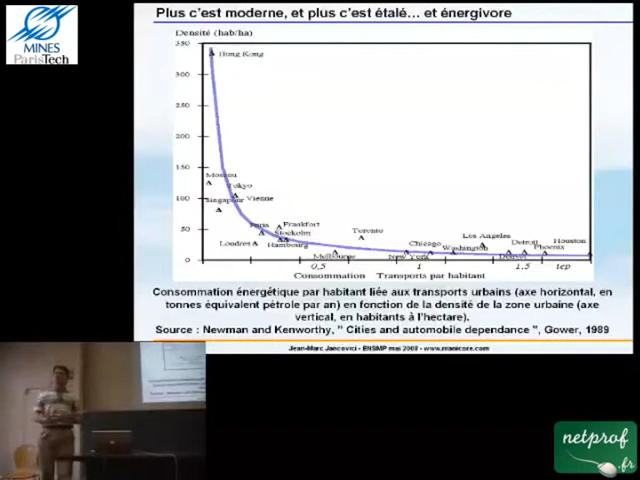 Plus c'est moderne, et plus c'est étalé... et énergivore
MINES
ParisTech
Densité (hab/ha)
350
Hong Kong
300
250
200
150
Moscou
Tokyo
100
Singapour Vienne
50
Paris
Frankfort
Stockolm
Hambourg
Londres
Toronto
Melbourne
Chicago
New York
Washington
Los Angeles
Detroit
Denver
Phoenix
Houston
0
0,5
1
1,5
tep
Consommation Transports par habitant
Consommation énergétique par habitant liée aux transports urbains (axe horizontal, en
tonnes équivalent pétrole par an) en fonction de la densité de la zone urbaine (axe
vertical, en habitants à l'hectare).
Source : Newman and Kenworthy, " Cities and automobile dependance ", Gower, 1989
Jean-Marc Jancovici - ENSMP mai 2008 - www.manicore.com
netprof
.fr